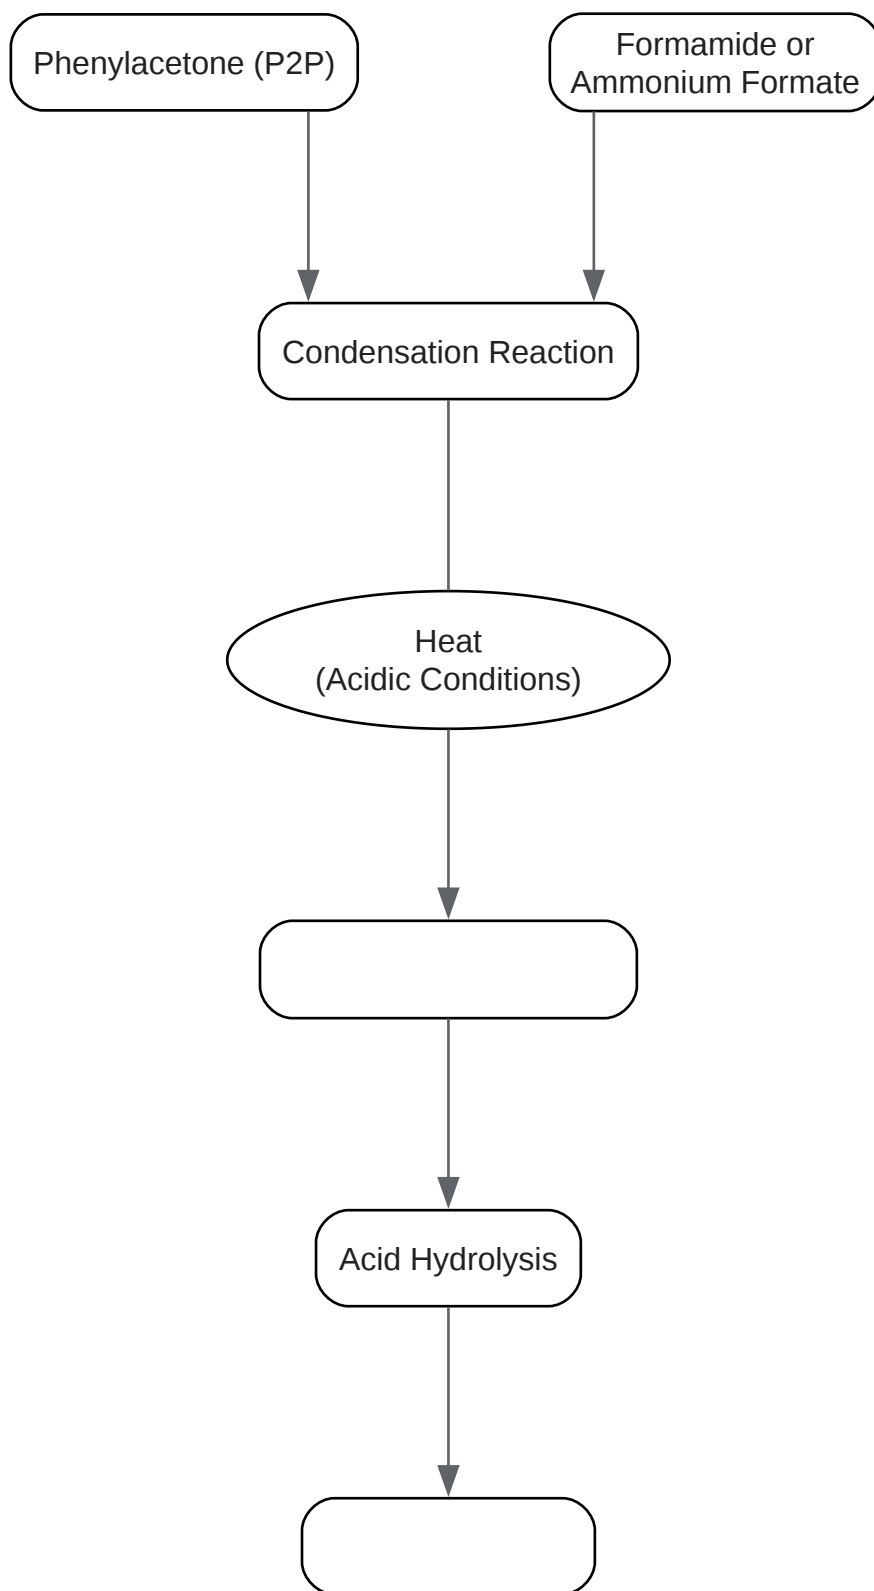 Phenylacetone (P2P)
Formamide or
Ammonium Formate
Condensation Reaction
Heat
(Acidic Conditions)
Acid Hydrolysis